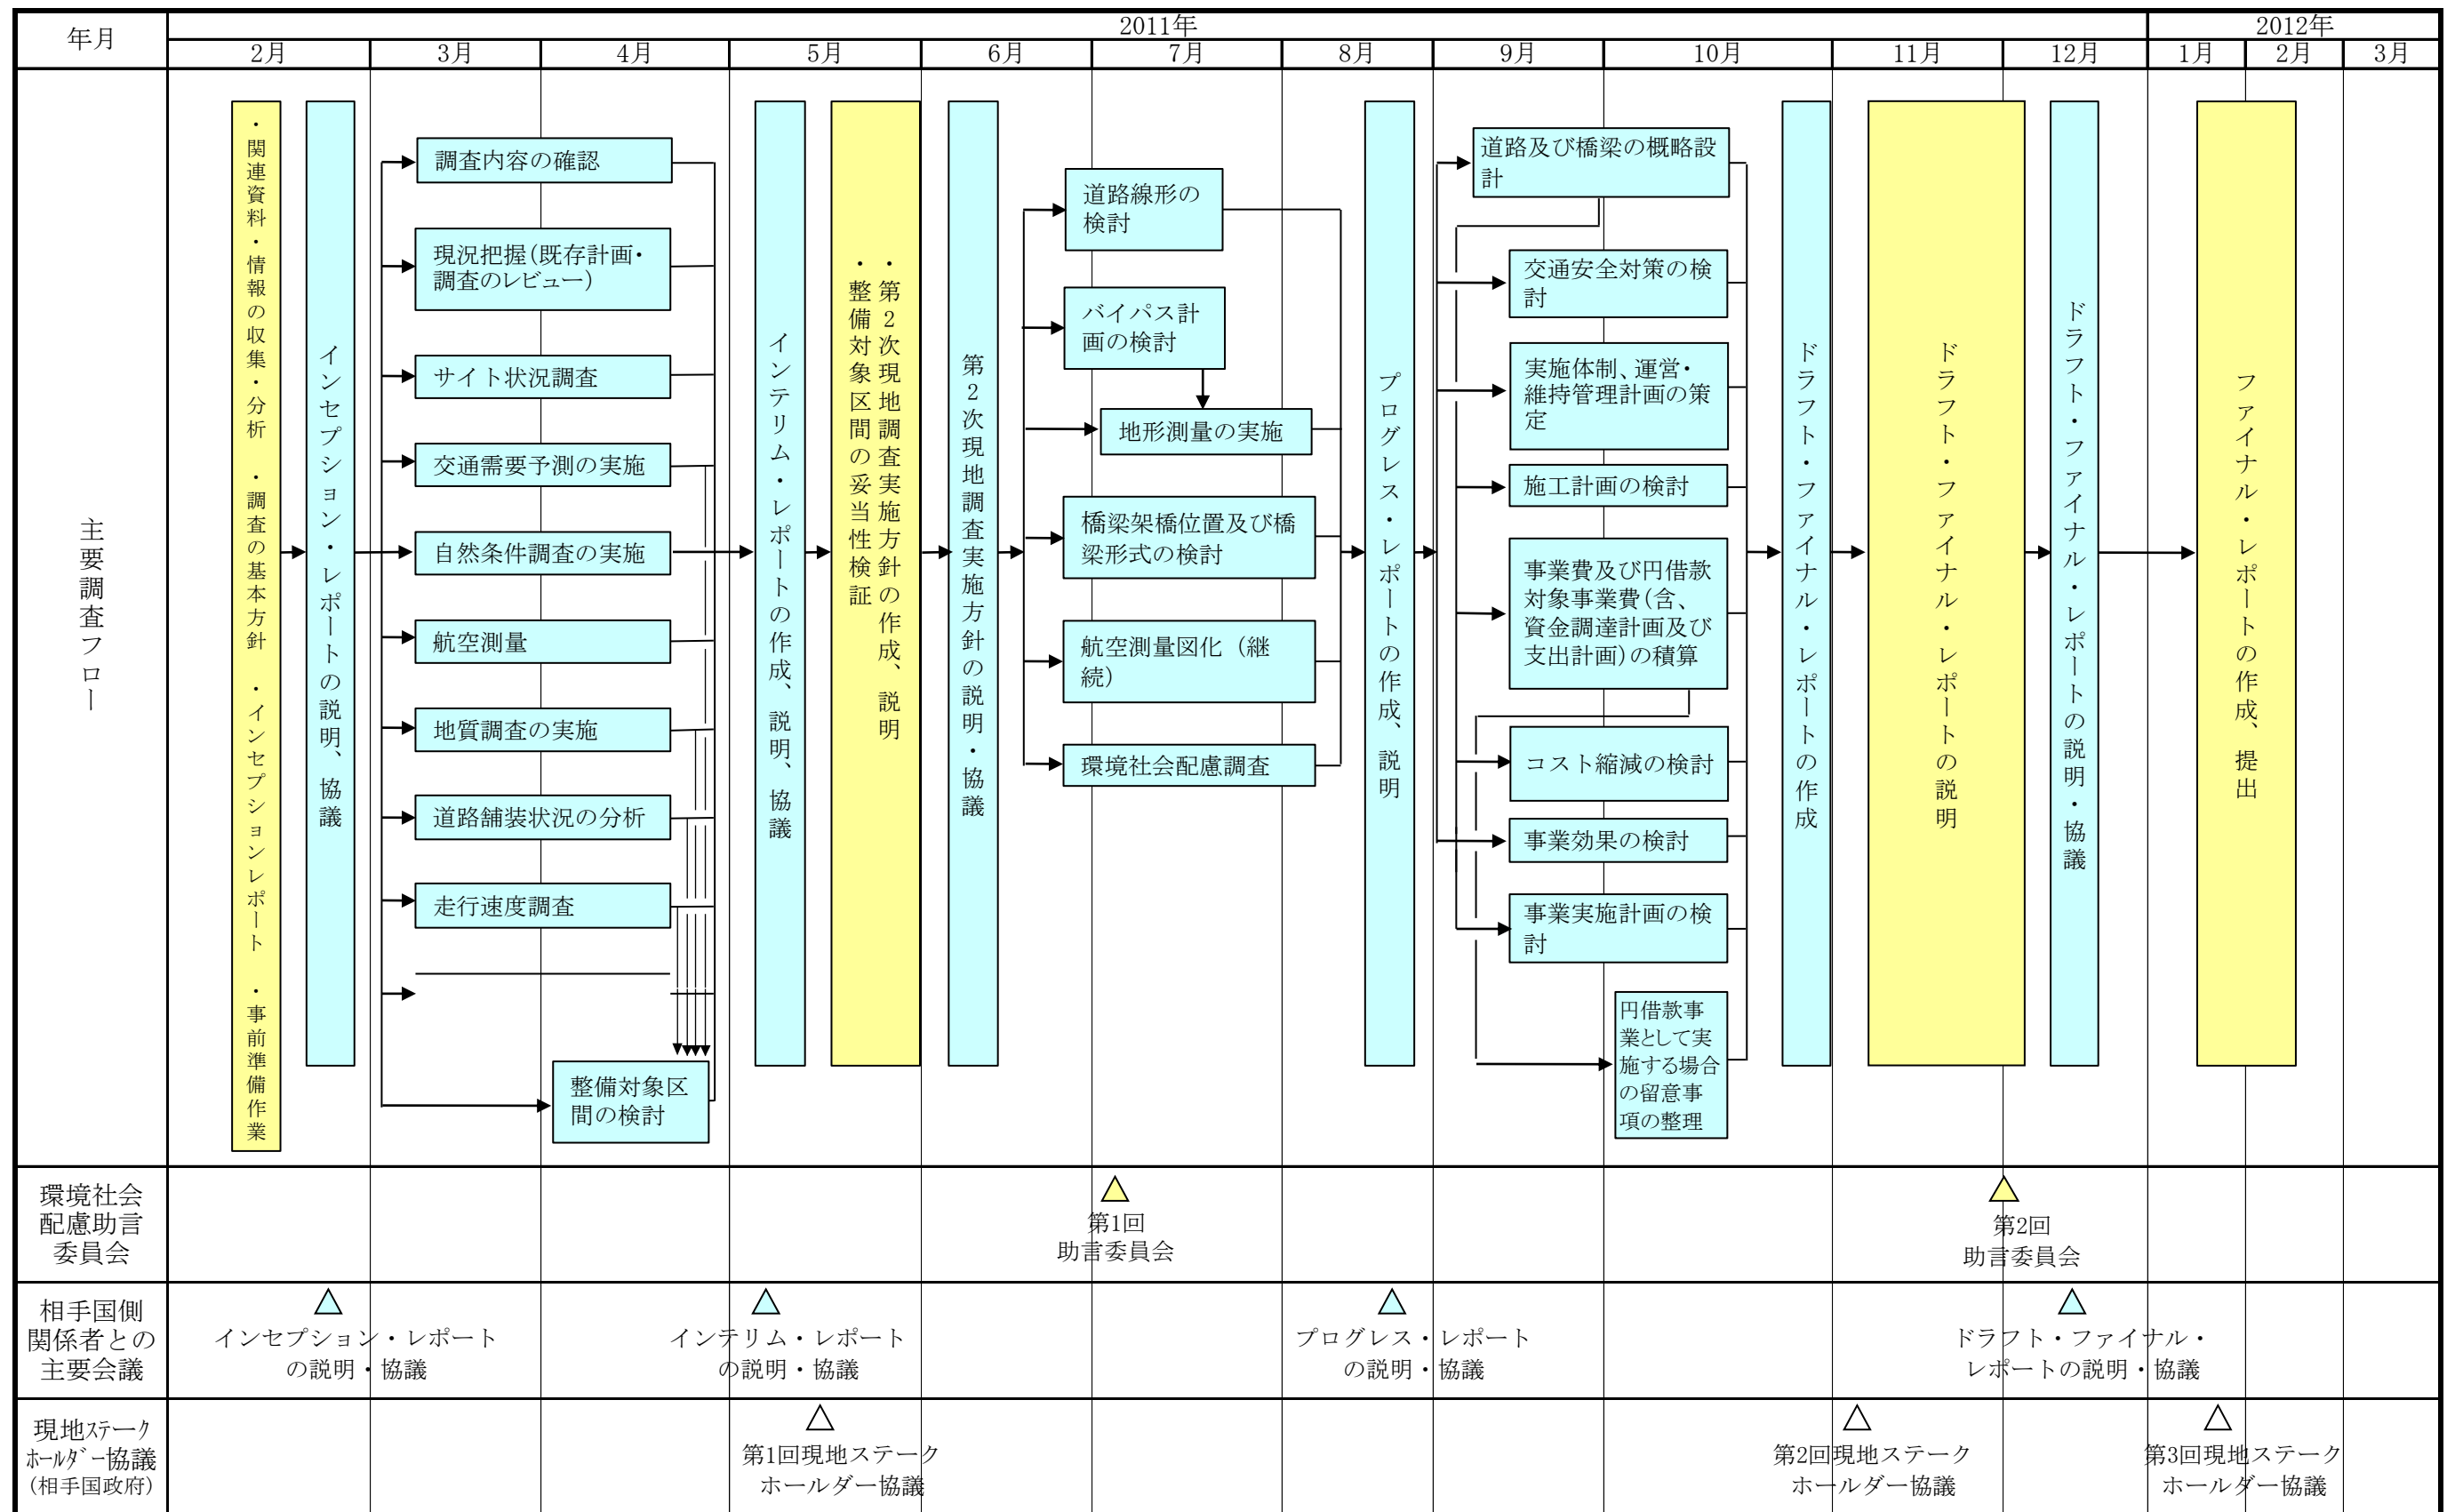 年月
2011年
2012年
2月
3月
4月
5月
6月
7月
8月
9月
10月
11月
12月
1月
2月
3月
主要調査フロー
・関連資料・情報の収集・分析　・調査の基本方針　・インセプションレポート　・事前準備作業
インセプション・レポートの説明、協議
調査内容の確認
現況把握(既存計画・
調査のレビュー)
サイト状況調査
交通需要予測の実施
自然条件調査の実施
航空測量
地質調査の実施
道路舗装状況の分析
走行速度調査
整備対象区
間の検討
インテリム・レポートの作成、説明、協議
・第2次現地調査実施方針の作成、説明
・整備対象区間の妥当性検証
第2次現地調査実施方針の説明・協議
道路線形の
検討
バイパス計
画の検討
地形測量の実施
橋梁架橋位置及び橋
梁形式の検討
航空測量図化（継
続）
環境社会配慮調査
プログレス・レポートの作成、説明
道路及び橋梁の概略設
計
交通安全対策の検
討
実施体制、運営・
維持管理計画の策
定
施工計画の検討
事業費及び円借款
対象事業費(含、
資金調達計画及び
支出計画)の積算
コスト縮減の検討
事業効果の検討
事業実施計画の検
討
円借款事
業として実
施する場合
の留意事
項の整理
ドラフト・ファイナル・レポートの作成
ドラフト・ファイナル・レポートの説明
ドラフト・ファイナル・レポートの説明・協議
ファイナル・レポートの作成、提出
環境社会
配慮助言
委員会
第1回
助言委員会
第2回
助言委員会
相手国側
関係者との
主要会議
インセプション・レポート
の説明・協議
インテリム・レポート
の説明・協議
プログレス・レポート
の説明・協議
ドラフト・ファイナル・
レポートの説明・協議
現地ステーク
ホールダー協議
(相手国政府)
第1回現地ステーク
ホールダー協議
第2回現地ステーク
ホールダー協議
第3回現地ステーク
ホールダー協議